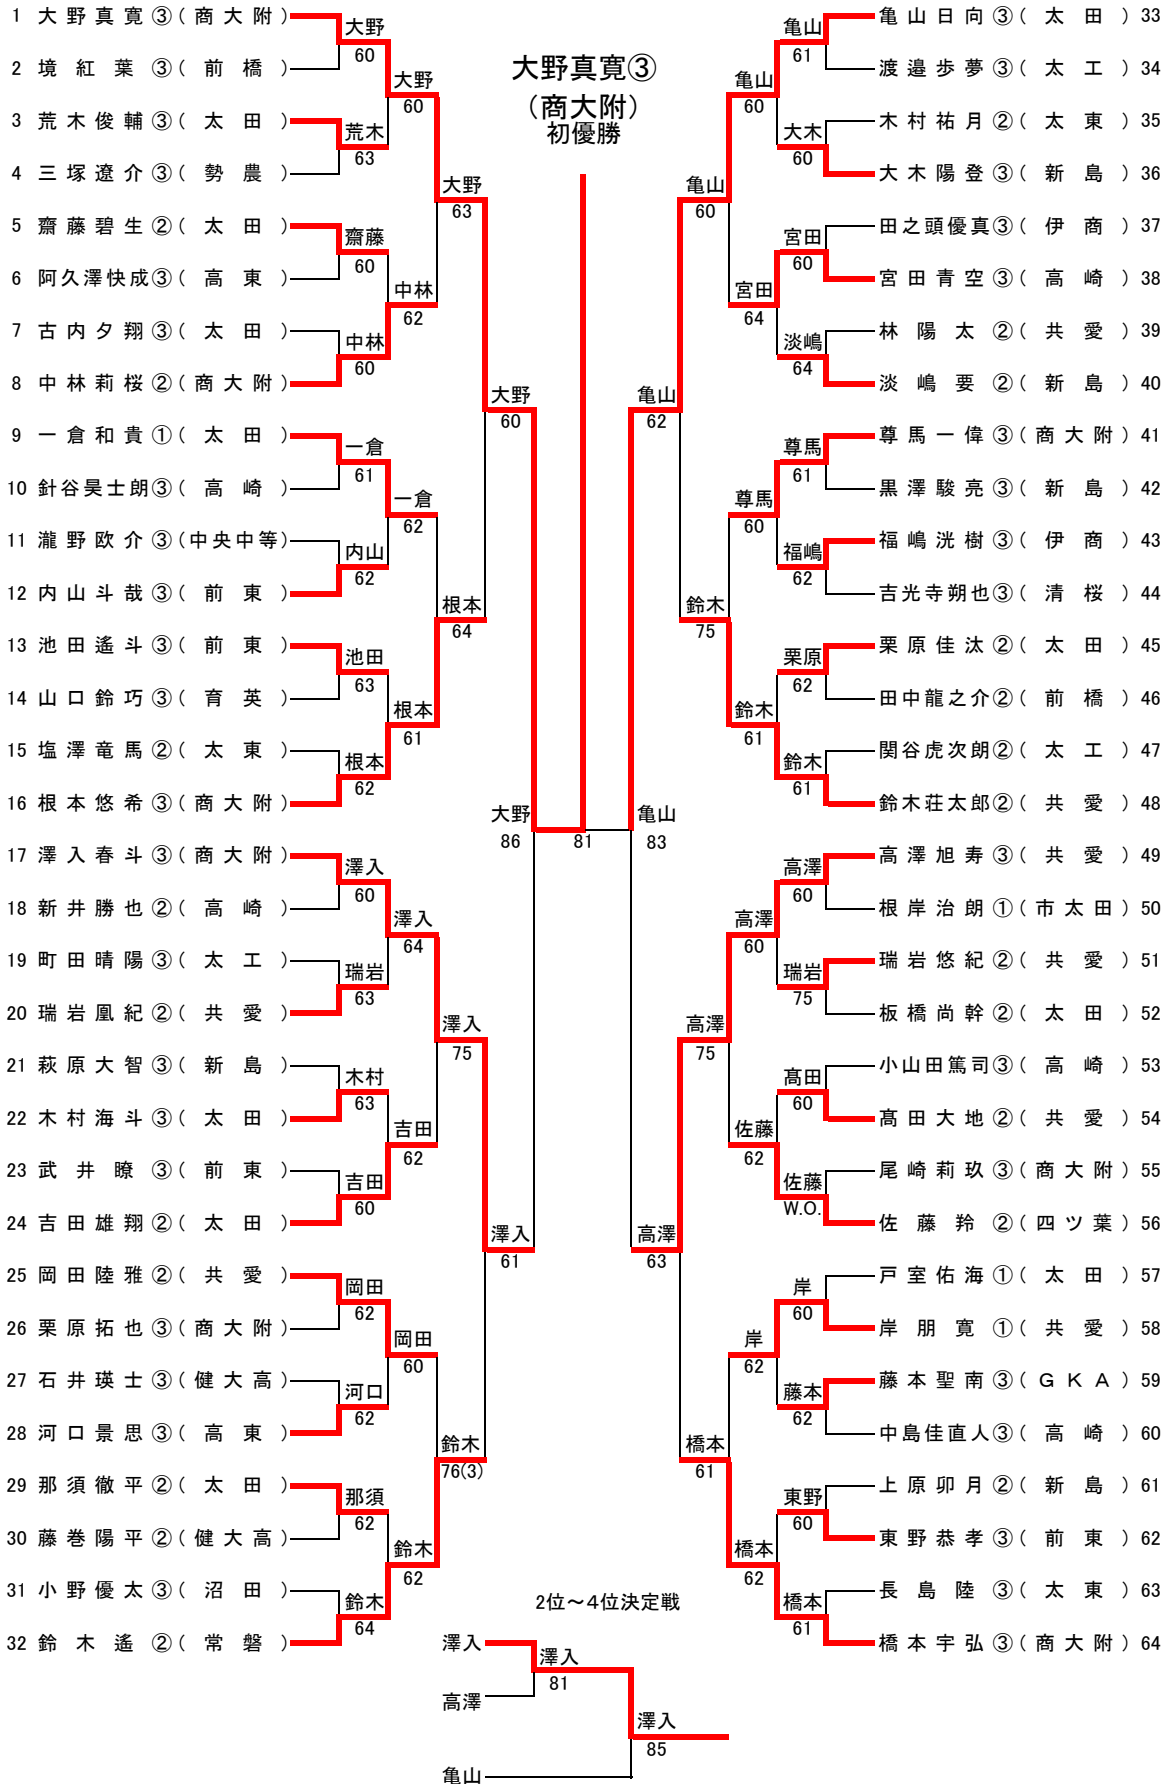 大野真寛③
(商大附)
初優勝
1 大野真寛③(商大附)
2 境紅葉③(前橋)
3 荒木俊輔③(太田)
4 三塚遼介③(勢農)
5 齋藤碧生②(太田)
6 阿久澤快成③(高東)
7 古内夕翔③(太田)
8 中林莉桜②(商大附)
9 一倉和貴①(太田)
10 針谷昊士朗③(高崎)
11 瀧野欧介③(中央中等)
12 内山斗哉③(前東)
13 池田遙斗③(前東)
14 山口鈴巧③(育英)
15 塩澤竜馬②(太東)
16 根本悠希③(商大附)
17 澤入春斗③(商大附)
18 新井勝也②(高崎)
19 町田晴陽③(太工)
20 瑞岩凰紀②(共愛)
21 萩原大智③(新島)
22 木村海斗③(太田)
23 武井瞭③(前東)
24 吉田雄翔②(太田)
25 岡田陸雅②(共愛)
26 栗原拓也③(商大附)
27 石井瑛士③(健大高)
28 河口景思③(高東)
29 那須徹平②(太田)
30 藤巻陽平②(健大高)
31 小野優太③(沼田)
32 鈴木遙②(常磐)
大野
60
荒木
63
齋藤
60
中林
60
一倉
61
内山
62
池田
63
根本
62
澤入
60
瑞岩
63
木村
63
吉田
60
岡田
62
河口
62
那須
62
鈴木
64
大野
60
中林
62
一倉
62
根本
61
澤入
64
吉田
62
岡田
60
鈴木
62
大野
63
根本
64
澤入
75
鈴木
76(3)
大野
60
澤入
61
大野
86
81
亀山
83
亀山
62
高澤
63
亀山
60
鈴木
75
高澤
75
橋本
61
亀山
60
宮田
64
尊馬
60
鈴木
61
高澤
60
佐藤
62
岸
62
橋本
62
亀山
61
大木
60
宮田
60
淡嶋
64
尊馬
61
福嶋
62
栗原
62
鈴木
61
高澤
60
瑞岩
75
髙田
60
佐藤
W.O.
岸
60
藤本
62
東野
60
橋本
61
亀山日向③(太田) 33
渡邉歩夢③(太工) 34
木村祐月②(太東) 35
大木陽登③(新島) 36
田之頭優真③(伊商) 37
宮田青空③(高崎) 38
林陽太②(共愛) 39
淡嶋要②(新島) 40
尊馬一偉③(商大附) 41
黒澤駿亮③(新島) 42
福嶋洸樹③(伊商) 43
吉光寺朔也③(清桜) 44
栗原佳汰②(太田) 45
田中龍之介②(前橋) 46
関谷虎次朗②(太工) 47
鈴木荘太郎②(共愛) 48
高澤旭寿③(共愛) 49
根岸治朗①(市太田) 50
瑞岩悠紀②(共愛) 51
板橋尚幹②(太田) 52
小山田篤司③(高崎) 53
髙田大地②(共愛) 54
尾崎莉玖③(商大附) 55
佐藤羚②(四ツ葉) 56
戸室佑海①(太田) 57
岸朋寛①(共愛) 58
藤本聖南③(GKA) 59
中島佳直人③(高崎) 60
上原卯月②(新島) 61
東野恭孝③(前東) 62
長島陸③(太東) 63
橋本宇弘③(商大附) 64
2位～4位決定戦
澤入
高澤
澤入
81
亀山
澤入
85